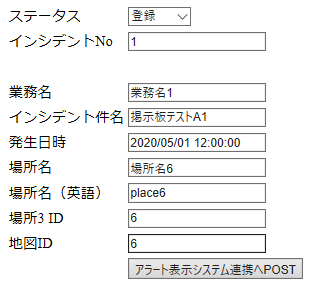 ステータス 登録
インシデントNo 1
業務名 業務名1
インシデント件名 掲示板テストA1
発生日時 2020/05/01 12:00:00
場所名 場所名6
場所名（英語） place6
場所3 ID 6
地図ID 6
アラート表示システム連携へPOST